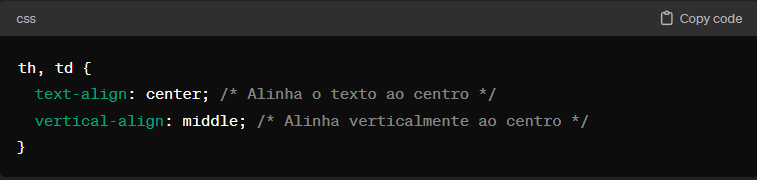 css
Copy code
th, td {
  text-align: center; /* Alinha o texto ao centro */
  vertical-align: middle; /* Alinha verticalmente ao centro */
}